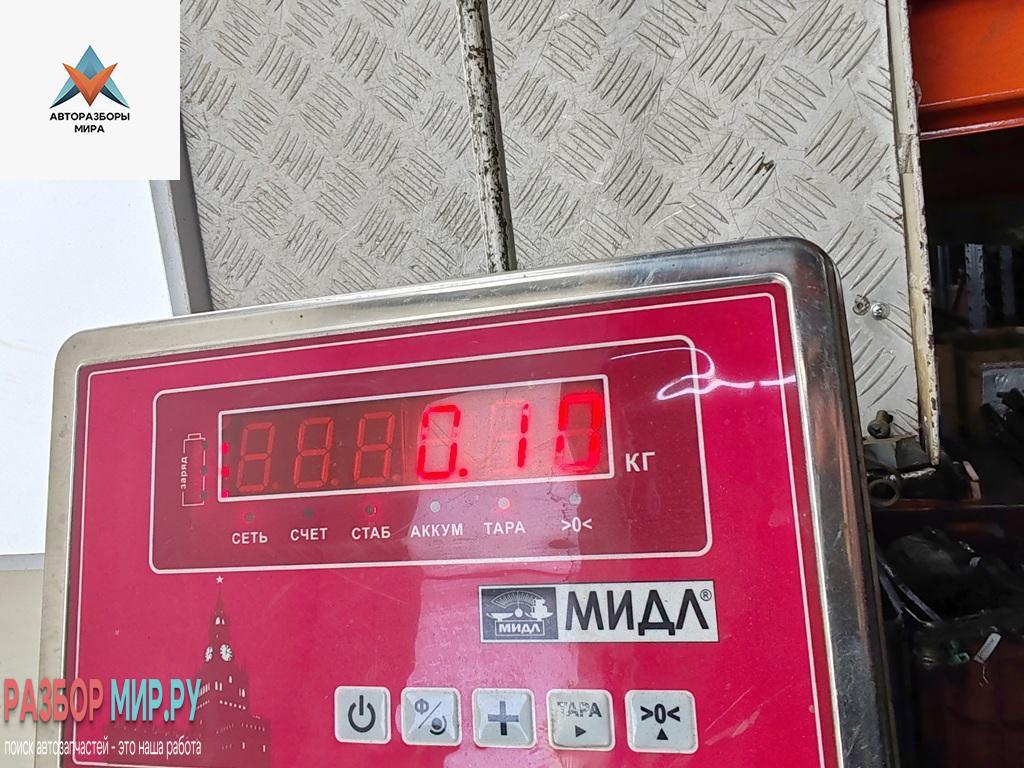 АВТОРАЗБОРЫ
МИРА
заряд
0.10
КГ
СЕТЬ СЧЕТ СТАБ АККУМ ТАРА >0<
МИДЛ МИДЛ®
Ф
ТАРА >0<
РАЗБОР МИР.РУ
поиск автозапчастей - это наша работа